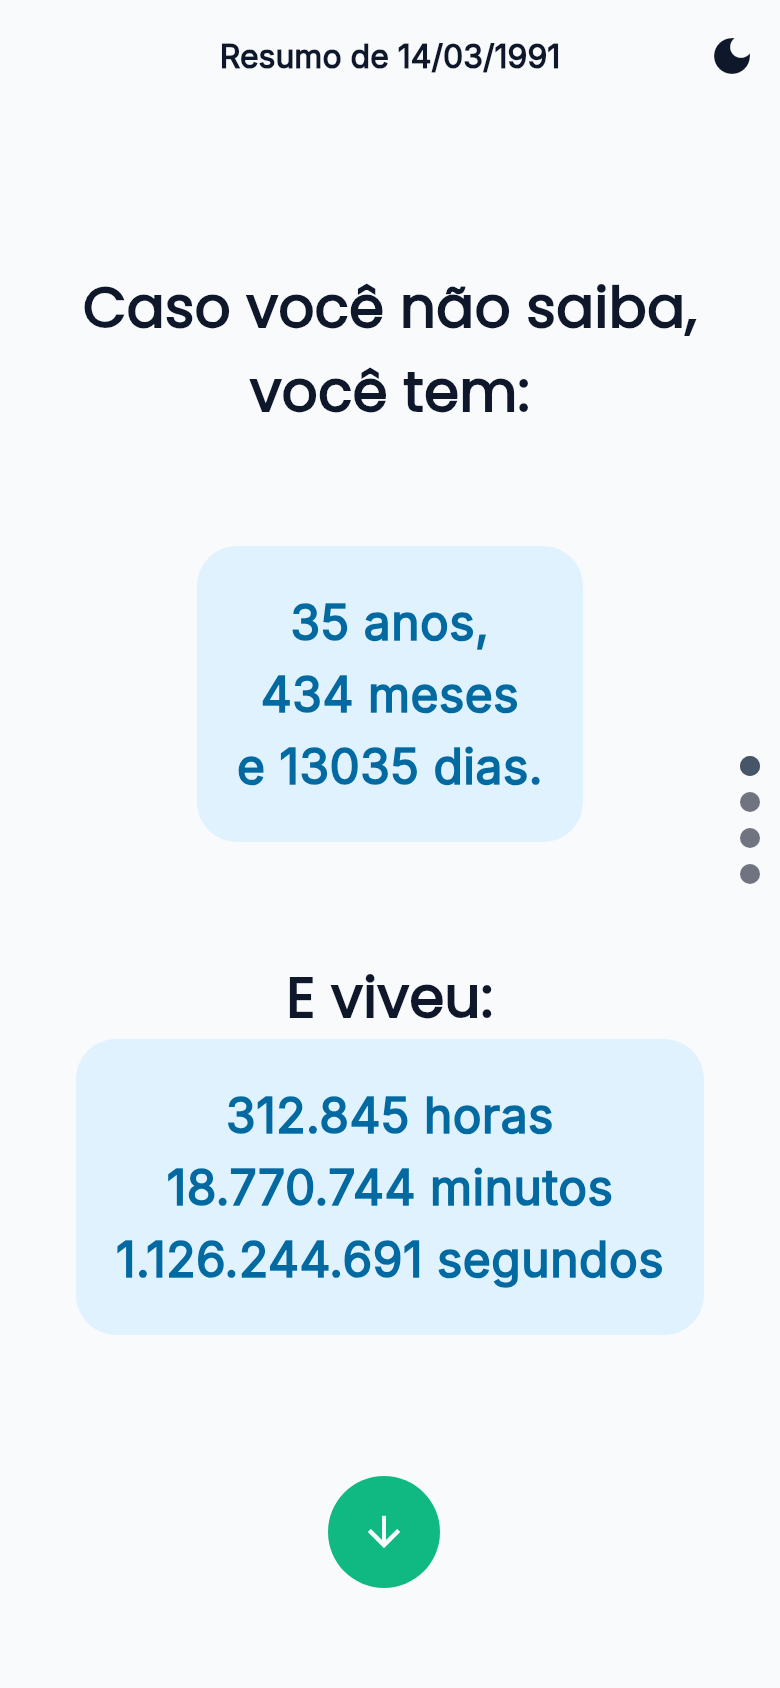 Resumo de 14/03/1991
Caso você não saiba,
você tem:
35 anos,
434 meses
e 13035 dias.
E viveu:
312.845 horas
18.770.744 minutos
1.126.244.691 segundos